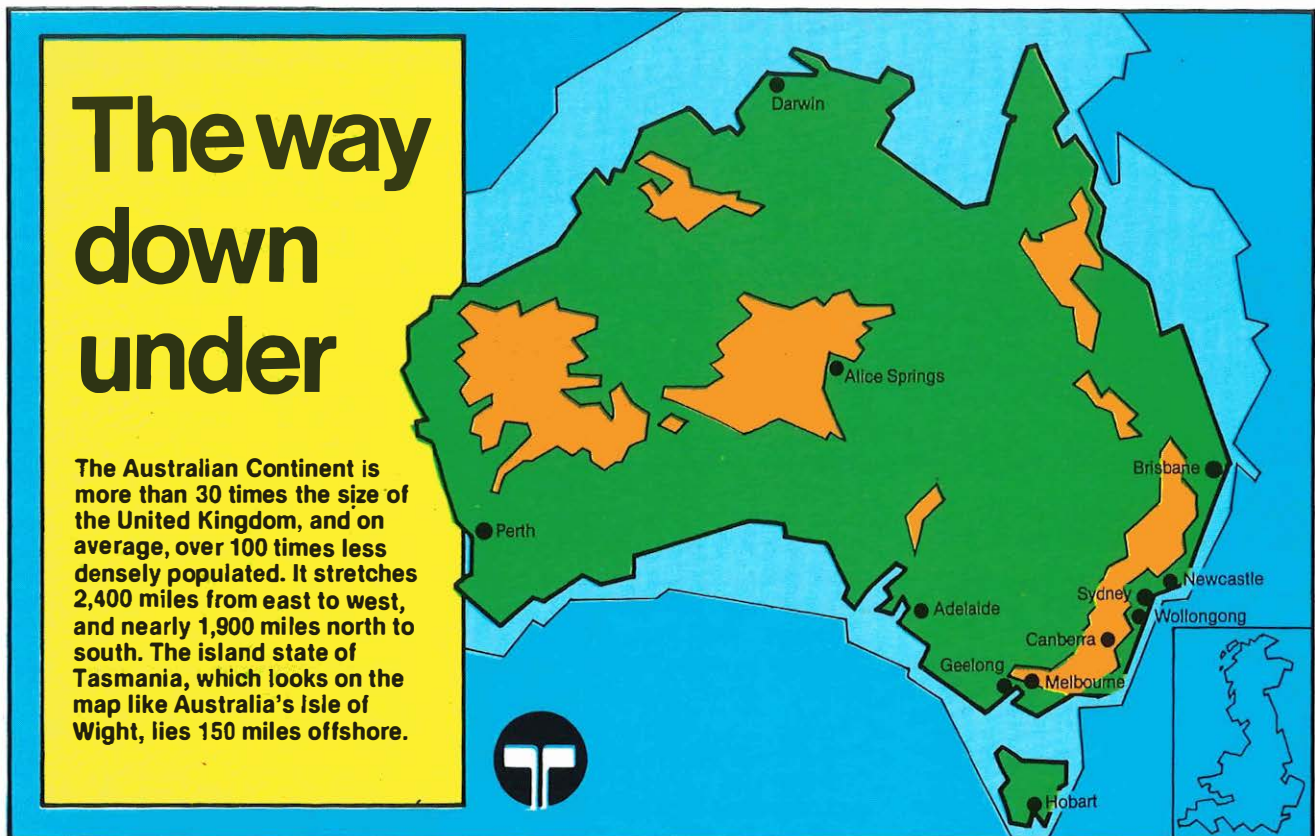 The way
down
under
The Australian Continent is
more than 30 times the size of
the United Kingdom, and on
average, over 100 times less
densely populated. It stretches
2,400 miles from east to west,
and nearly 1,900 miles north to
south. The island state of
Tasmania, which looks on the
map like Australia's Isle of
Wight, lies 150 miles offshore.
Darwin
Alice Springs
Brisbane
Perth
Newcastle
Sydney
Adelaide
Wollongong
Canberra
Geelong
Melbourne
Hobart